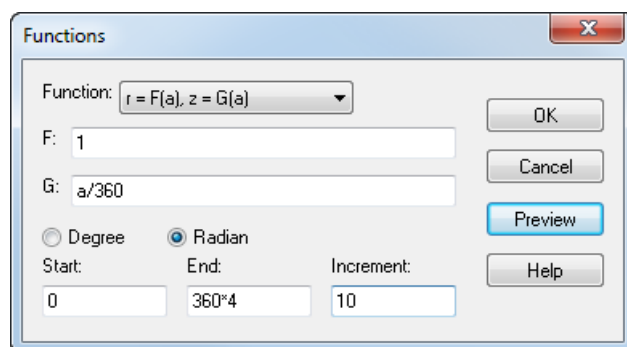 Functions
Function: r = F(a), z = G(a)
F: 1
G: a/360
Degree Radian
Start: End: Increment:
0 360*4 10
OK
Cancel
Preview
Help